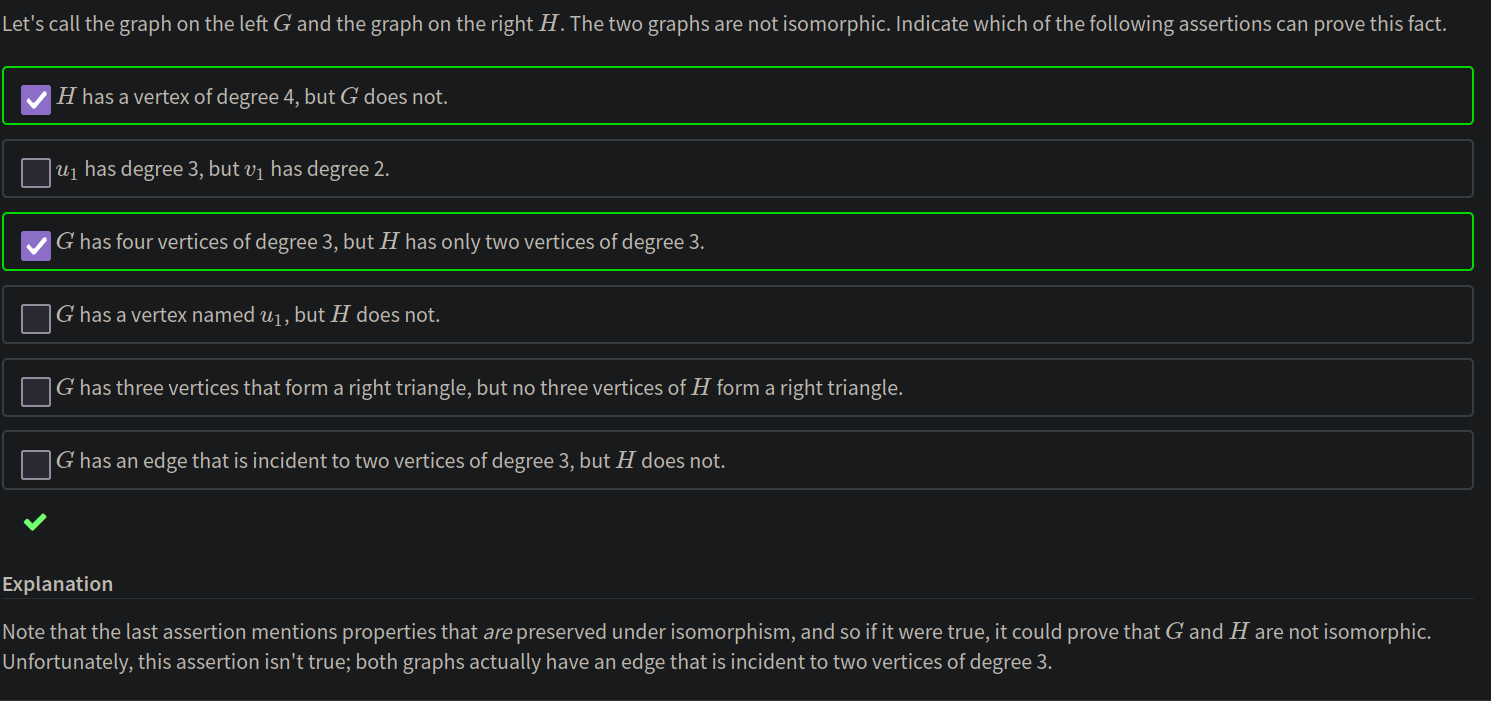 Let's call the graph on the left G and the graph on the right H. The two graphs are not isomorphic. Indicate which of the following assertions can prove this fact.
H has a vertex of degree 4, but G does not.
u₁ has degree 3, but v₁ has degree 2.
G has four vertices of degree 3, but H has only two vertices of degree 3.
G has a vertex named u₁, but H does not.
G has three vertices that form a right triangle, but no three vertices of H form a right triangle.
G has an edge that is incident to two vertices of degree 3, but H does not.
Explanation
Note that the last assertion mentions properties that are preserved under isomorphism, and so if it were true, it could prove that G and H are not isomorphic.
Unfortunately, this assertion isn't true; both graphs actually have an edge that is incident to two vertices of degree 3.